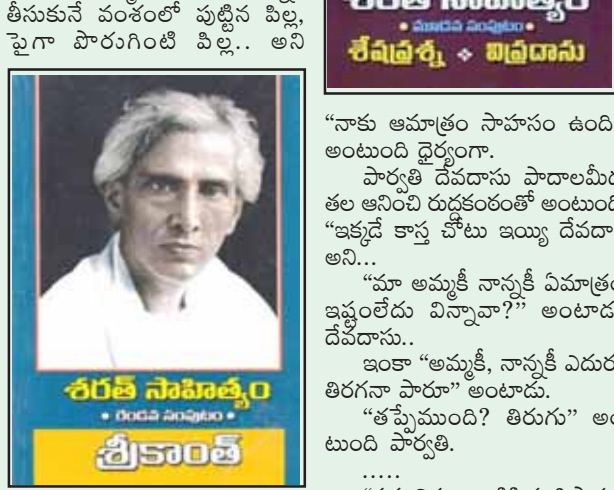 తీసుకునే వంశంలో పుట్టిన పిల్ల,
పైగా పొరుగింటి పిల్ల.. అని
శరత్ సాహిత్యం
• రెండవ సంపుటం •
శ్రీకాంత్
శరత్ సాహిత్యం
• మూడవ సంపుటం •
శేషప్రశ్న ❖ విప్రదాసు
“నాకు ఆమాత్రం సాహసం ఉంది
అంటుంది ధైర్యంగా.
పార్వతి దేవదాసు పాదాలమీద
తల ఆనించి రుద్ధకంఠంతో అంటుంది
“ఇక్కడే కాస్త చోటు ఇయ్యి దేవదా
అని...
“మా అమ్మకీ నాన్నకీ ఏమాత్రం
ఇష్టంలేదు విన్నావా?” అంటాడు
దేవదాసు..
ఇంకా “అమ్మకీ, నాన్నకీ ఎదురు
తిరగనా పారూ” అంటాడు.
“తప్పేముంది? తిరుగు” అం
టుంది పార్వతి.
.....